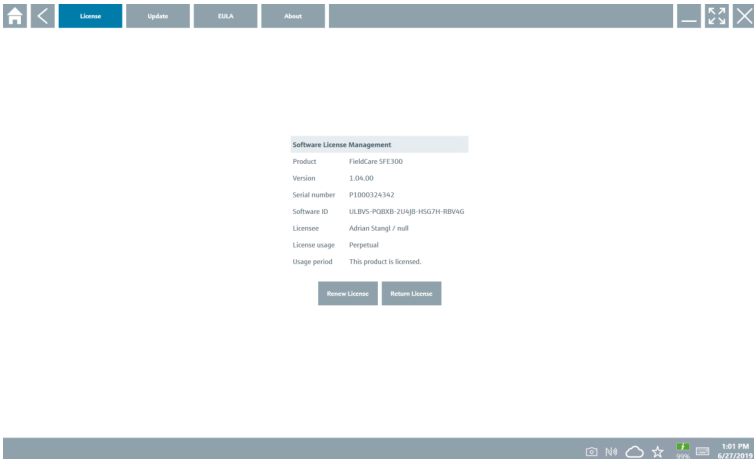 License Update EULA About
Software License Management
Product FieldCare SFE300
Version 1.04.00
Serial number P1000324342
Software ID ULBV5-PQBXB-2U4JB-HSG7H-RBV4G
Licensee Adrian Stangl / null
License usage Perpetual
Usage period This product is licensed.
Renew License Return License
99% 1:01 PM
6/27/2019